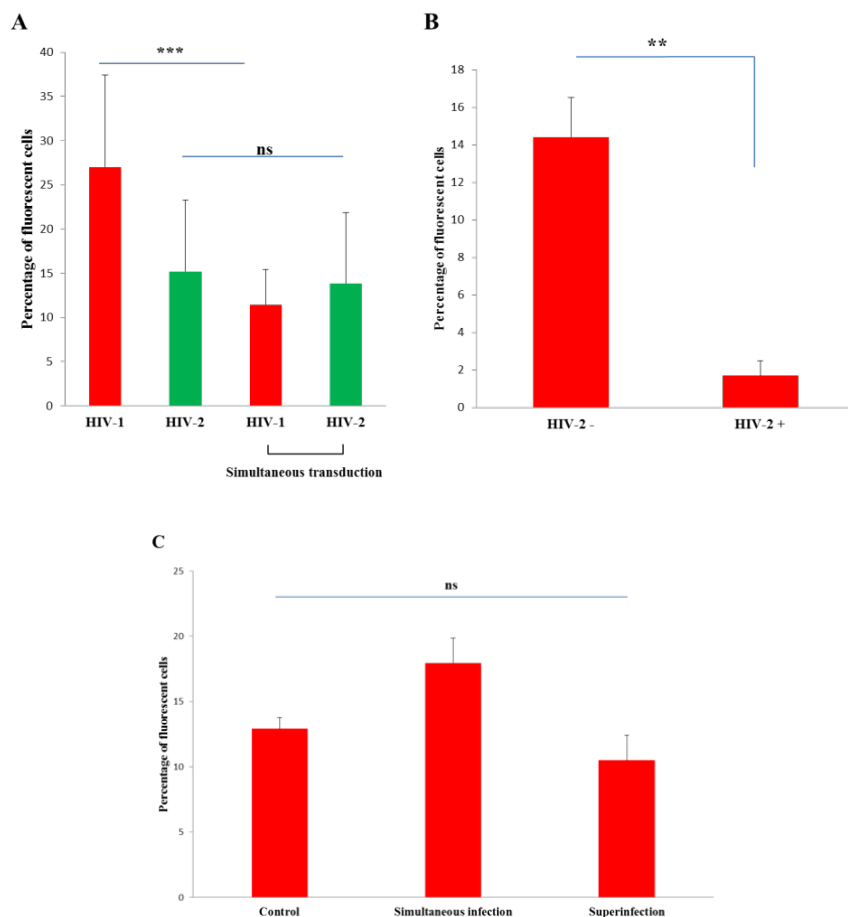 A
***
ns
Percentage of fluorescent cells
40
35
30
25
20
15
10
5
0
HIV-1 HIV-2 HIV-1 HIV-2
Simultaneous transduction
B
**
Percentage of fluorescent cells
18
16
14
12
10
8
6
4
2
0
HIV-2 - HIV-2 +
C
ns
Percentage of fluorescent cells
25
20
15
10
5
0
Control Simultaneous infection Superinfection